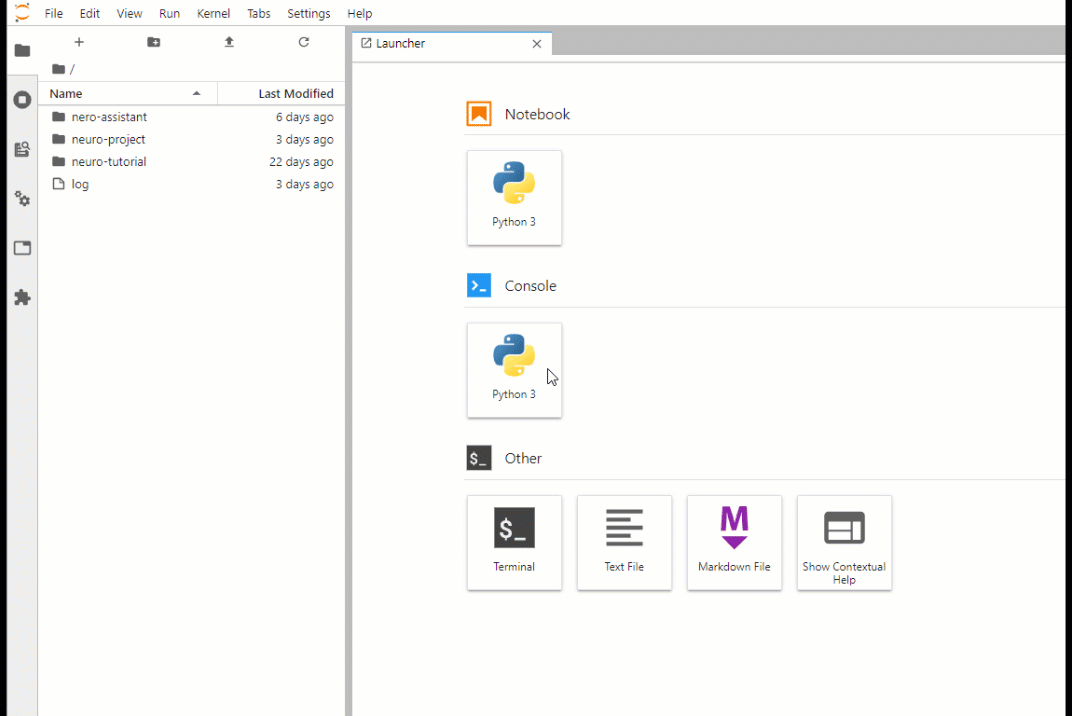 File Edit View Run Kernel Tabs Settings Help
Launcher
/
Name Last Modified
nero-assistant 6 days ago
neuro-project 3 days ago
neuro-tutorial 22 days ago
log 3 days ago
Notebook
Python 3
>_ Console
Python 3
$_ Other
$_
Terminal
Text File
M
Markdown File
Show Contextual
Help